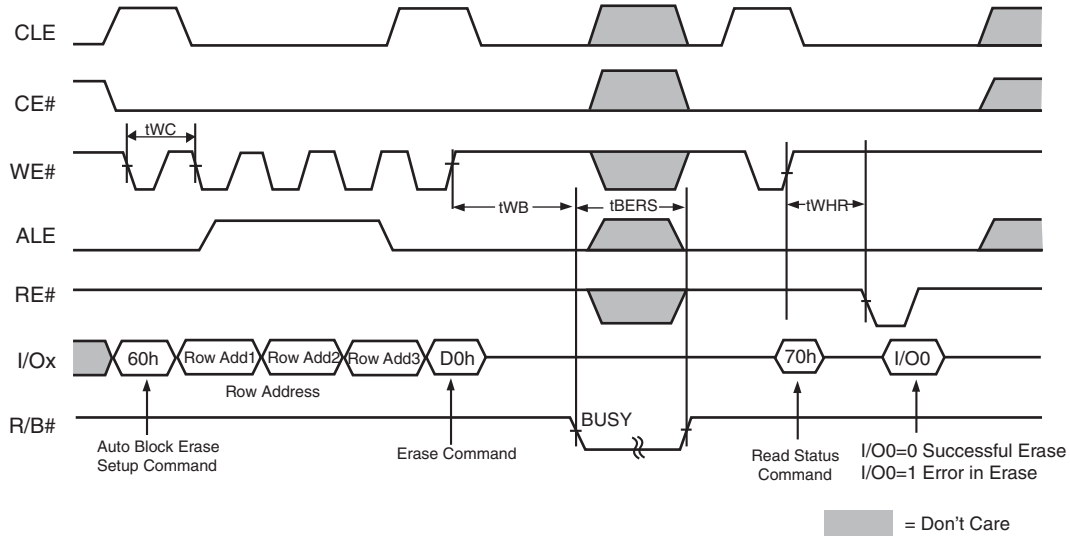 CLE
CE#
tWC
WE#
tWB
tBERS
tWHR
ALE
RE#
I/Ox
60h
Row Add1
Row Add2
Row Add3
D0h
70h
I/O0
Row Address
R/B#
BUSY
Auto Block Erase
Setup Command
Erase Command
Read Status
Command
I/O0=0 Successful Erase
I/O0=1 Error in Erase
= Don't Care